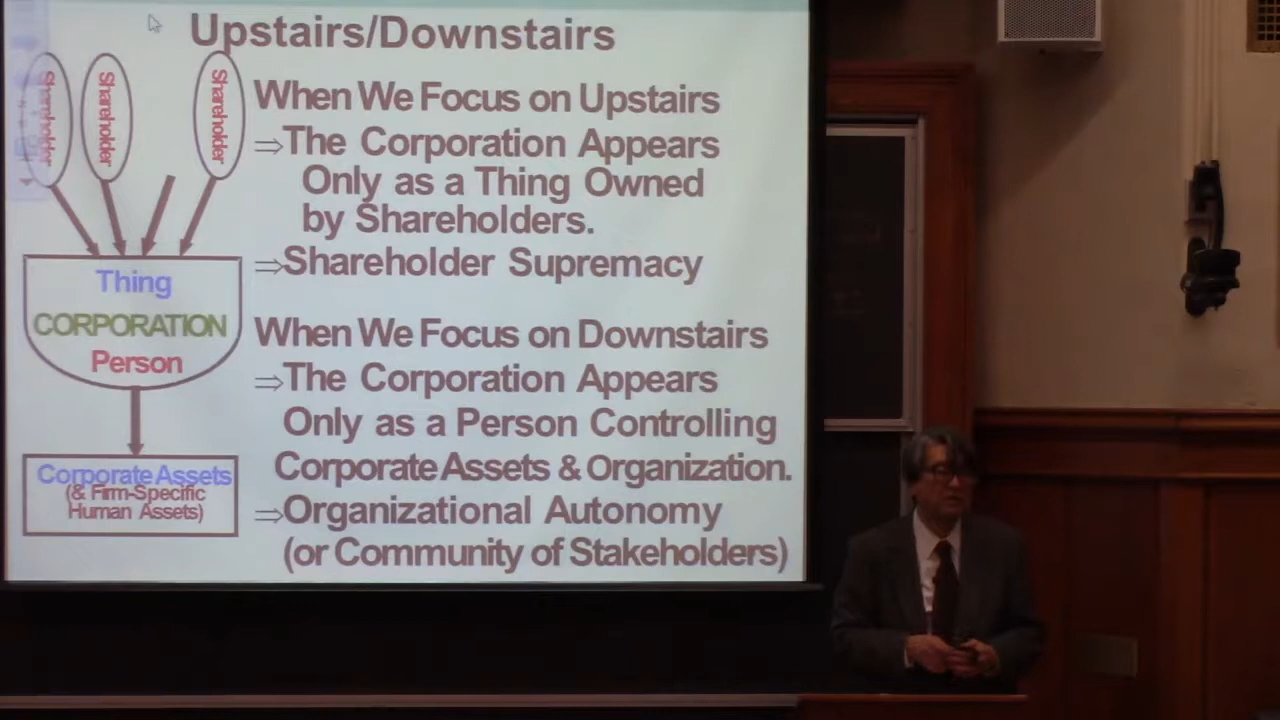 Upstairs/Downstairs
Shareholder
Shareholder
Shareholder
When We Focus on Upstairs
⇒The Corporation Appears
Only as a Thing Owned
by Shareholders.
⇒Shareholder Supremacy
Thing
CORPORATION
Person
When We Focus on Downstairs
⇒The Corporation Appears
Only as a Person Controlling
Corporate Assets & Organization.
⇒Organizational Autonomy
(or Community of Stakeholders)
Corporate Assets
(& Firm-Specific
Human Assets)